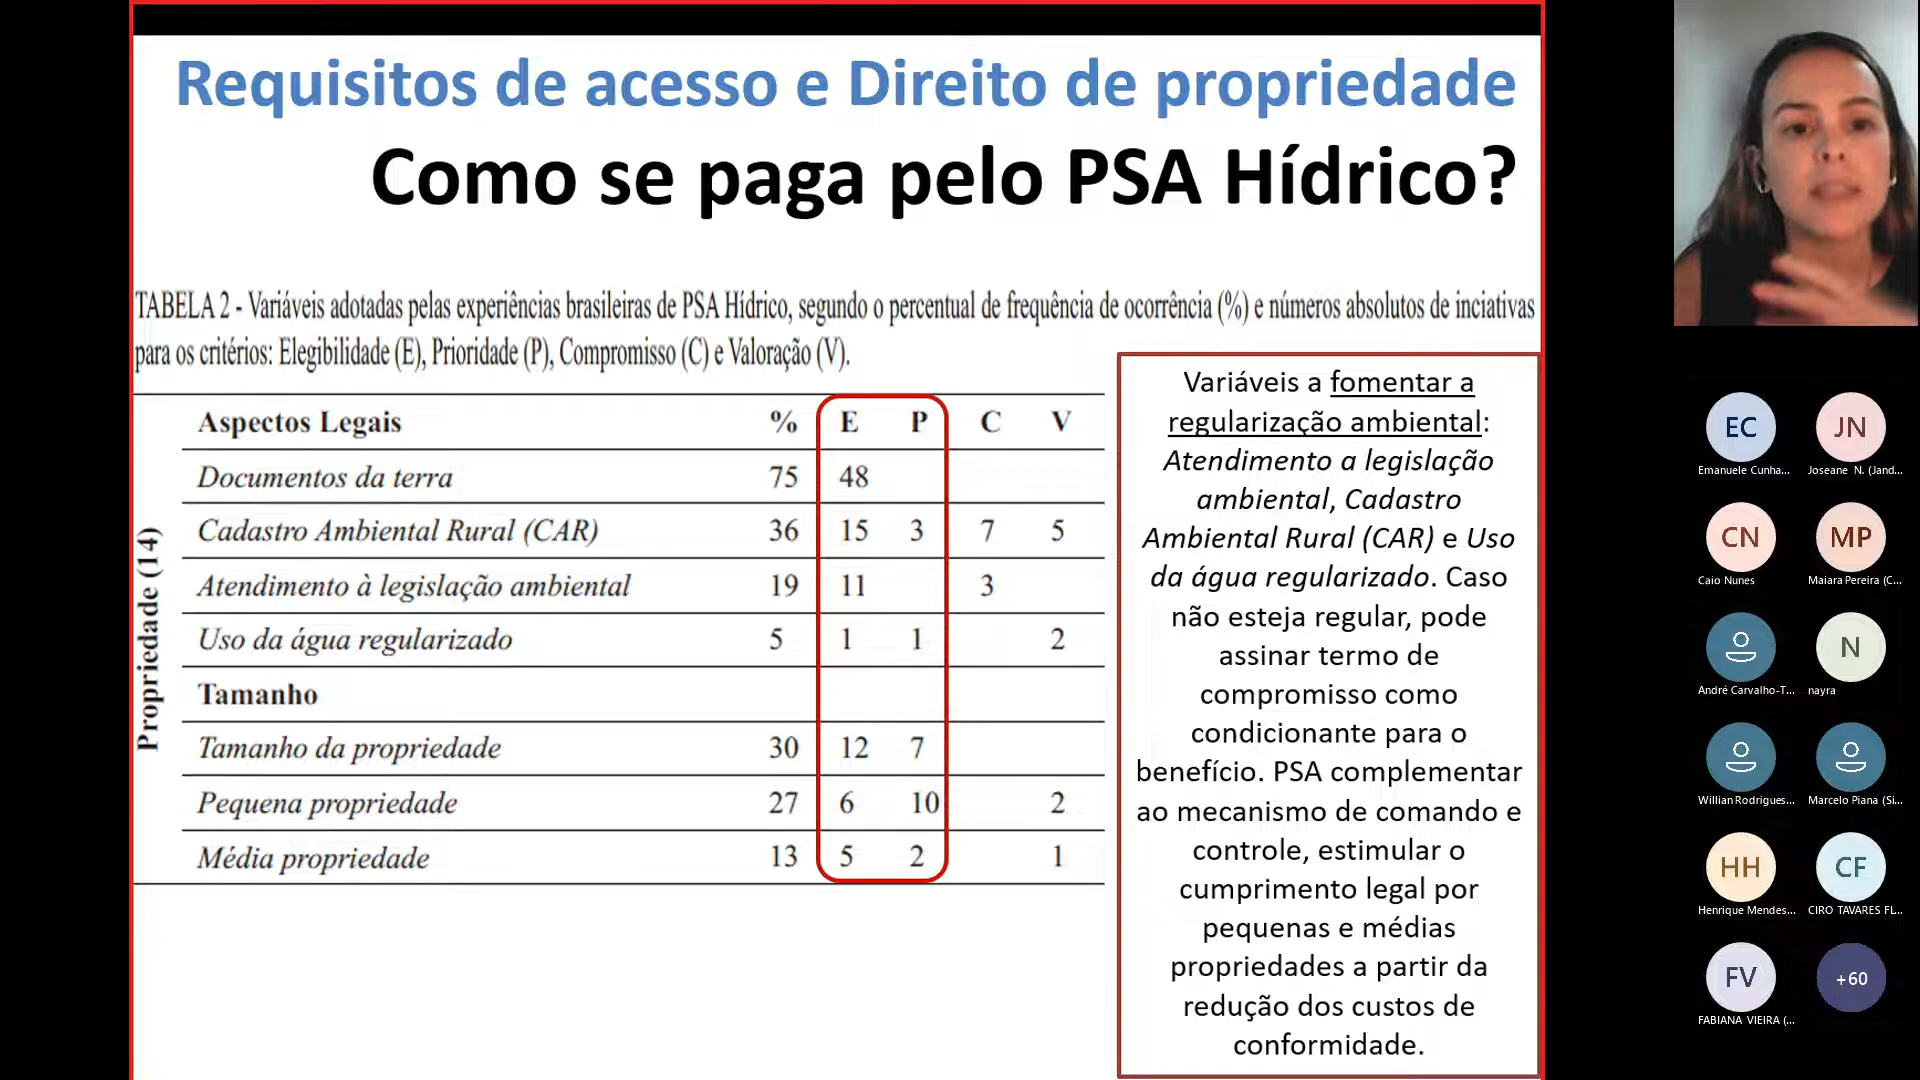 Requisitos de acesso e Direito de propriedade
Como se paga pelo PSA Hídrico?
TABELA 2 - Variáveis adotadas pelas experiências brasileiras de PSA Hídrico, segundo o percentual de frequência de ocorrência (%) e números absolutos de inciativas
para os critérios: Elegibilidade (E), Prioridade (P), Compromisso (C) e Valoração (V).
Propriedade (14)
Aspectos Legais % E P C V
Documentos da terra 75 48
Cadastro Ambiental Rural (CAR) 36 15 3 7 5
Atendimento à legislação ambiental 19 11 3
Uso da água regularizado 5 1 1 2
Tamanho
Tamanho da propriedade 30 12 7
Pequena propriedade 27 6 10 2
Média propriedade 13 5 2 1
Variáveis a fomentar a
regularização ambiental:
Atendimento a legislação
ambiental, Cadastro
Ambiental Rural (CAR) e Uso
da água regularizado. Caso
não esteja regular, pode
assinar termo de
compromisso como
condicionante para o
benefício. PSA complementar
ao mecanismo de comando e
controle, estimular o
cumprimento legal por
pequenas e médias
propriedades a partir da
redução dos custos de
conformidade.
EC JN
Emanuele Cunha... Joseane N. (Jand...
CN MP
Caio Nunes Maiara Pereira (C...
N
André Carvalho-T... nayra
Willian Rodrigues... Marcelo Piana (Si...
HH CF
Henrique Mendes... CIRO TAVARES FL...
FV +60
FABIANA VIEIRA (...